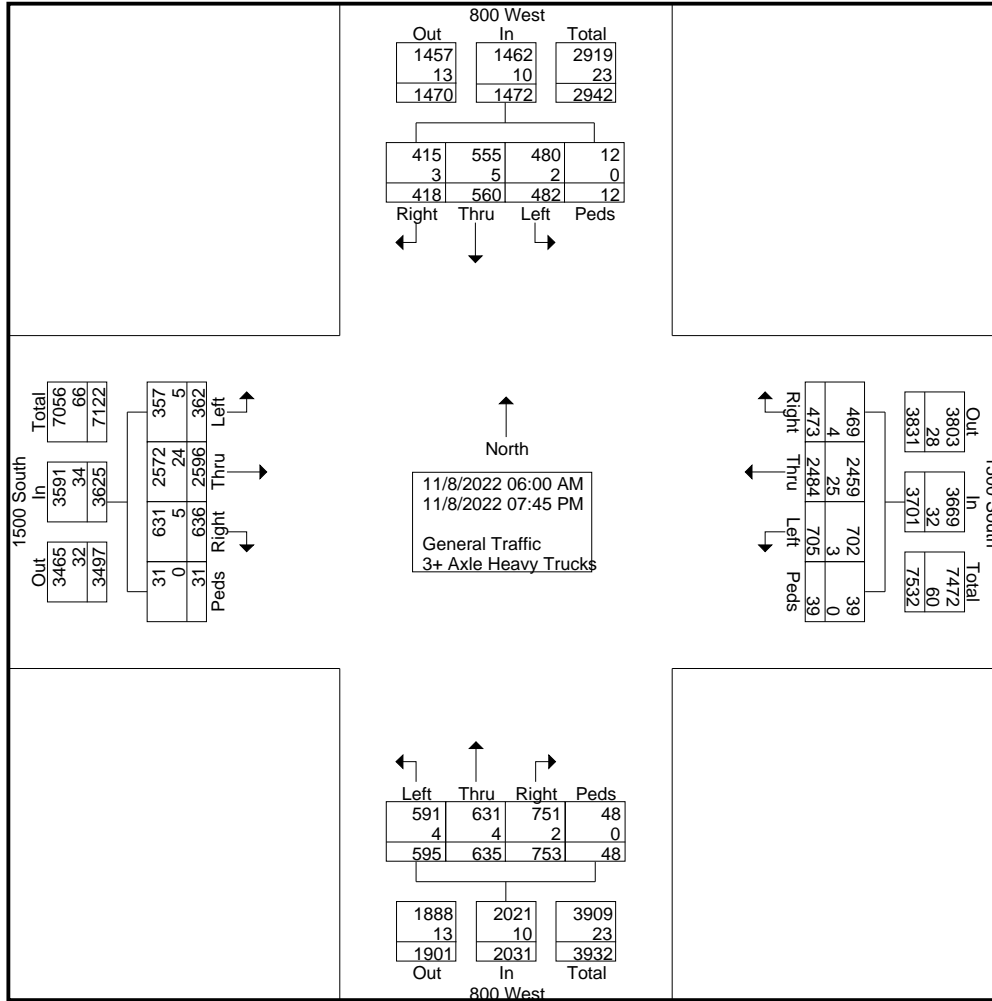 800 West
Out In Total
1457 1462 2919
13 10 23
1470 1472 2942
415 555 480 12
3 5 2 0
418 560 482 12
Right Thru Left Peds
1500 South
Total In Out
7056 3591 3465
66 34 32
7122 3625 3497
357 2572 631 31
5 24 5 0
362 2596 636 31
Left Thru Right Peds
North
11/8/2022 06:00 AM
11/8/2022 07:45 PM
General Traffic
3+ Axle Heavy Trucks
Right Thru Left Peds
473 2484 705 39
4 25 3 0
469 2459 702 39
Out In Total
3831 3701 7532
28 32 60
3803 3669 7472
South
Left Thru Right Peds
591 631 751 48
4 4 2 0
595 635 753 48
1888 2021 3909
13 10 23
1901 2031 3932
Out In Total
800 West